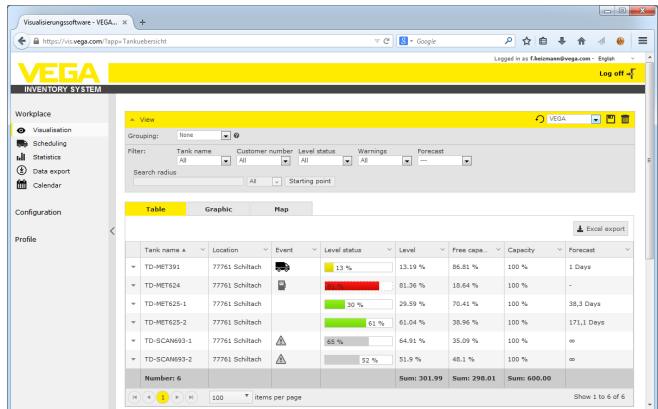 Visualisierungssoftware - VEGA...
https://vis.vega.com/?app=Tankuebersicht
Google
Logged in as f.heizmann@vega.com - English
VEGA
Log off
INVENTORY SYSTEM
Workplace
Visualisation
Scheduling
Statistics
Data export
Calendar
Configuration
Profile
View
VEGA
Grouping: None
Filter: Tank name Customer number Level status Warnings Forecast
All All All All ---
Search radius
All Starting point
Table Graphic Map
Excel export
Tank name Location Event Level status Level Free capa... Capacity Forecast
TD-MET391 77761 Schiltach 13 % 13.19 % 86.81 % 100 % 1 Days
TD-MET624 77761 Schiltach 81.36 % 18.64 % 100 % -
TD-MET625-1 77761 Schiltach 30 % 29.59 % 70.41 % 100 % 38,3 Days
TD-MET625-2 77761 Schiltach 61 % 61.04 % 38.96 % 100 % 171,1 Days
TD-SCAN693-1 77761 Schiltach 65 % 64.91 % 35.09 % 100 % ∞
TD-SCAN693-2 77761 Schiltach 52 % 51.9 % 48.1 % 100 % ∞
Number: 6 Sum: 301.99 Sum: 298.01 Sum: 600.00
1 100 items per page Show 1 to 6 of 6